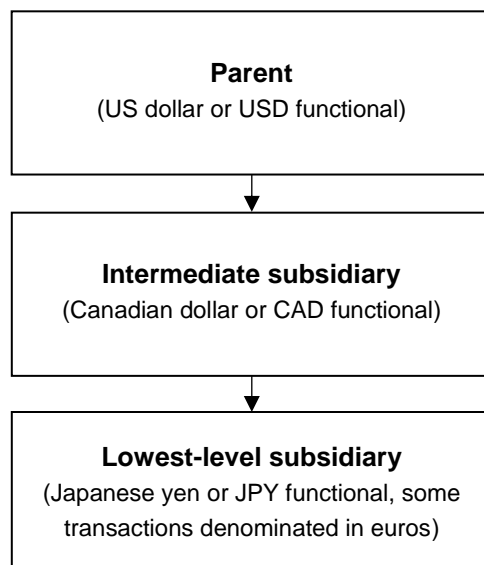 Parent
(US dollar or USD functional)
Intermediate subsidiary
(Canadian dollar or CAD functional)
Lowest-level subsidiary
(Japanese yen or JPY functional, some
transactions denominated in euros)